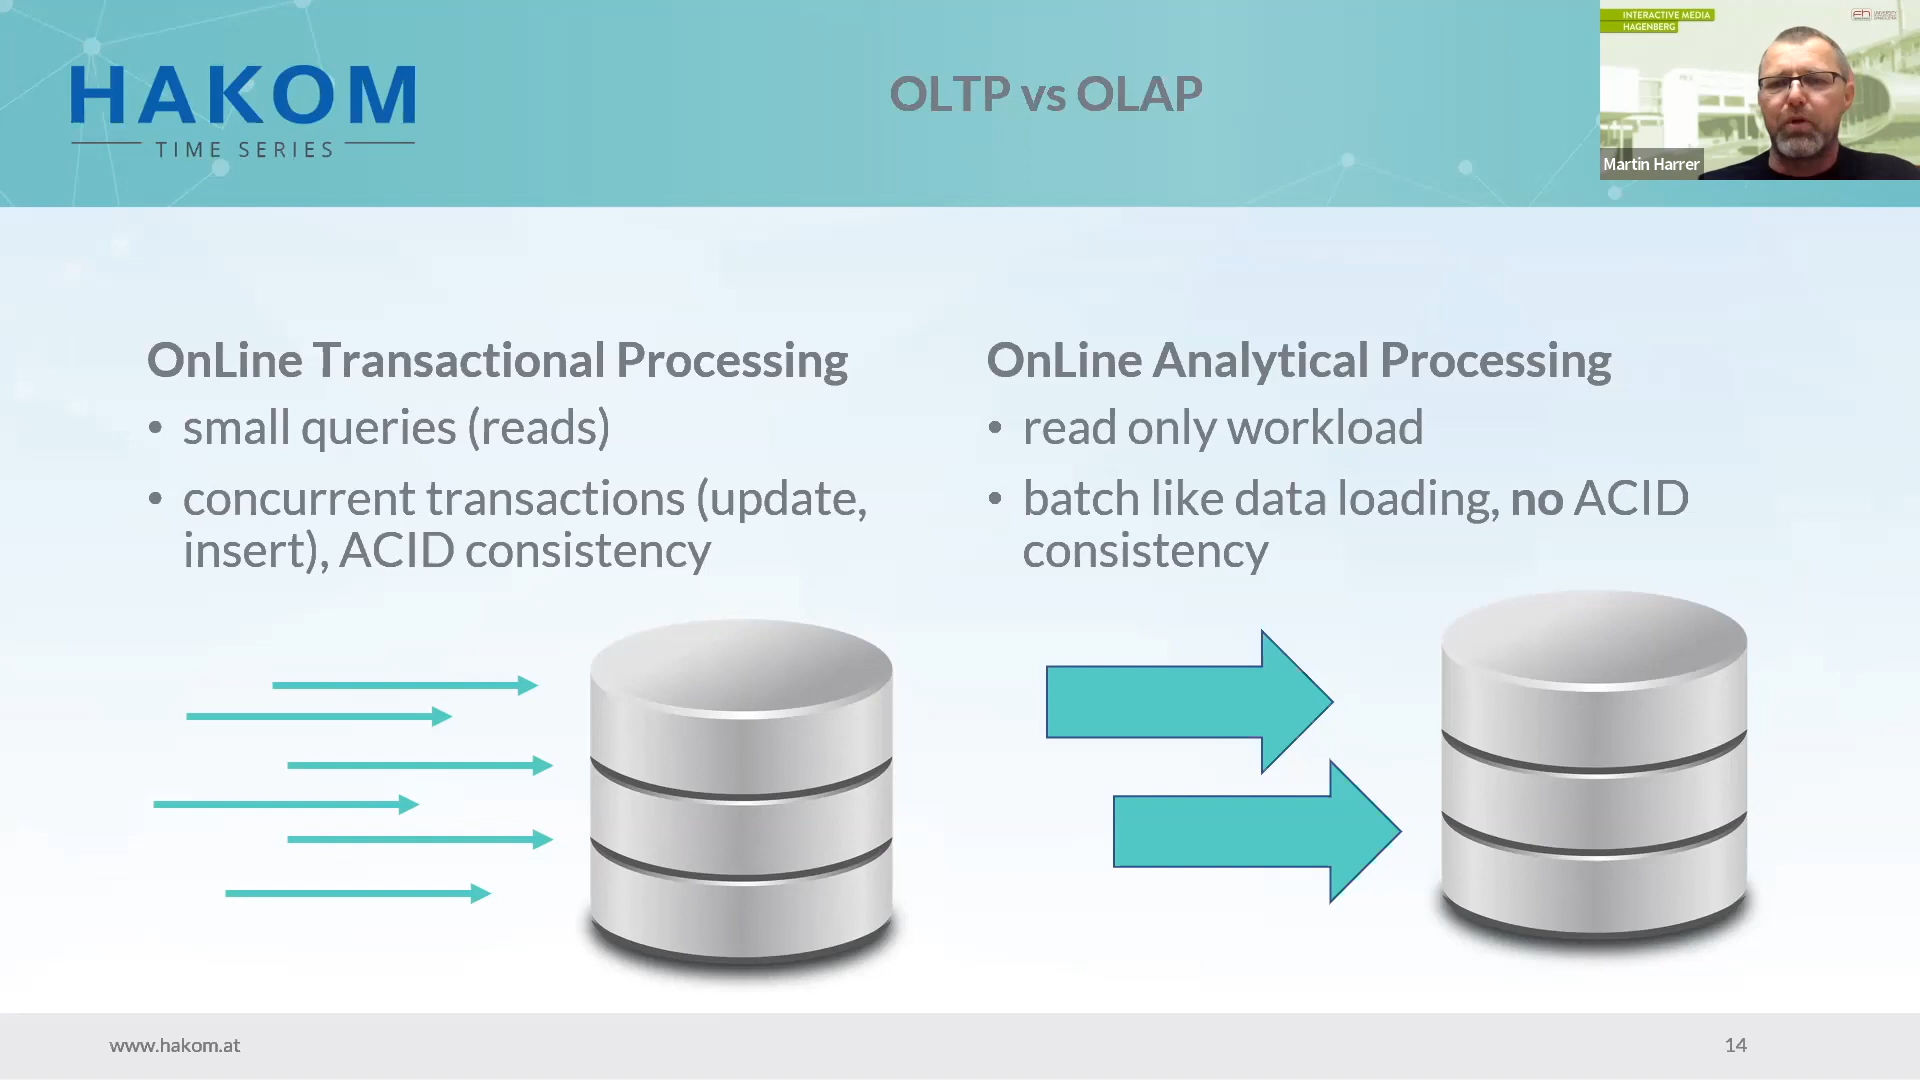 HAKOM
TIME SERIES
OLTP vs OLAP
INTERACTIVE MEDIA
HAGENBERG
Martin Harrer
OnLine Transactional Processing
• small queries (reads)
• concurrent transactions (update,
insert), ACID consistency
OnLine Analytical Processing
• read only workload
• batch like data loading, no ACID
consistency
www.hakom.at
14